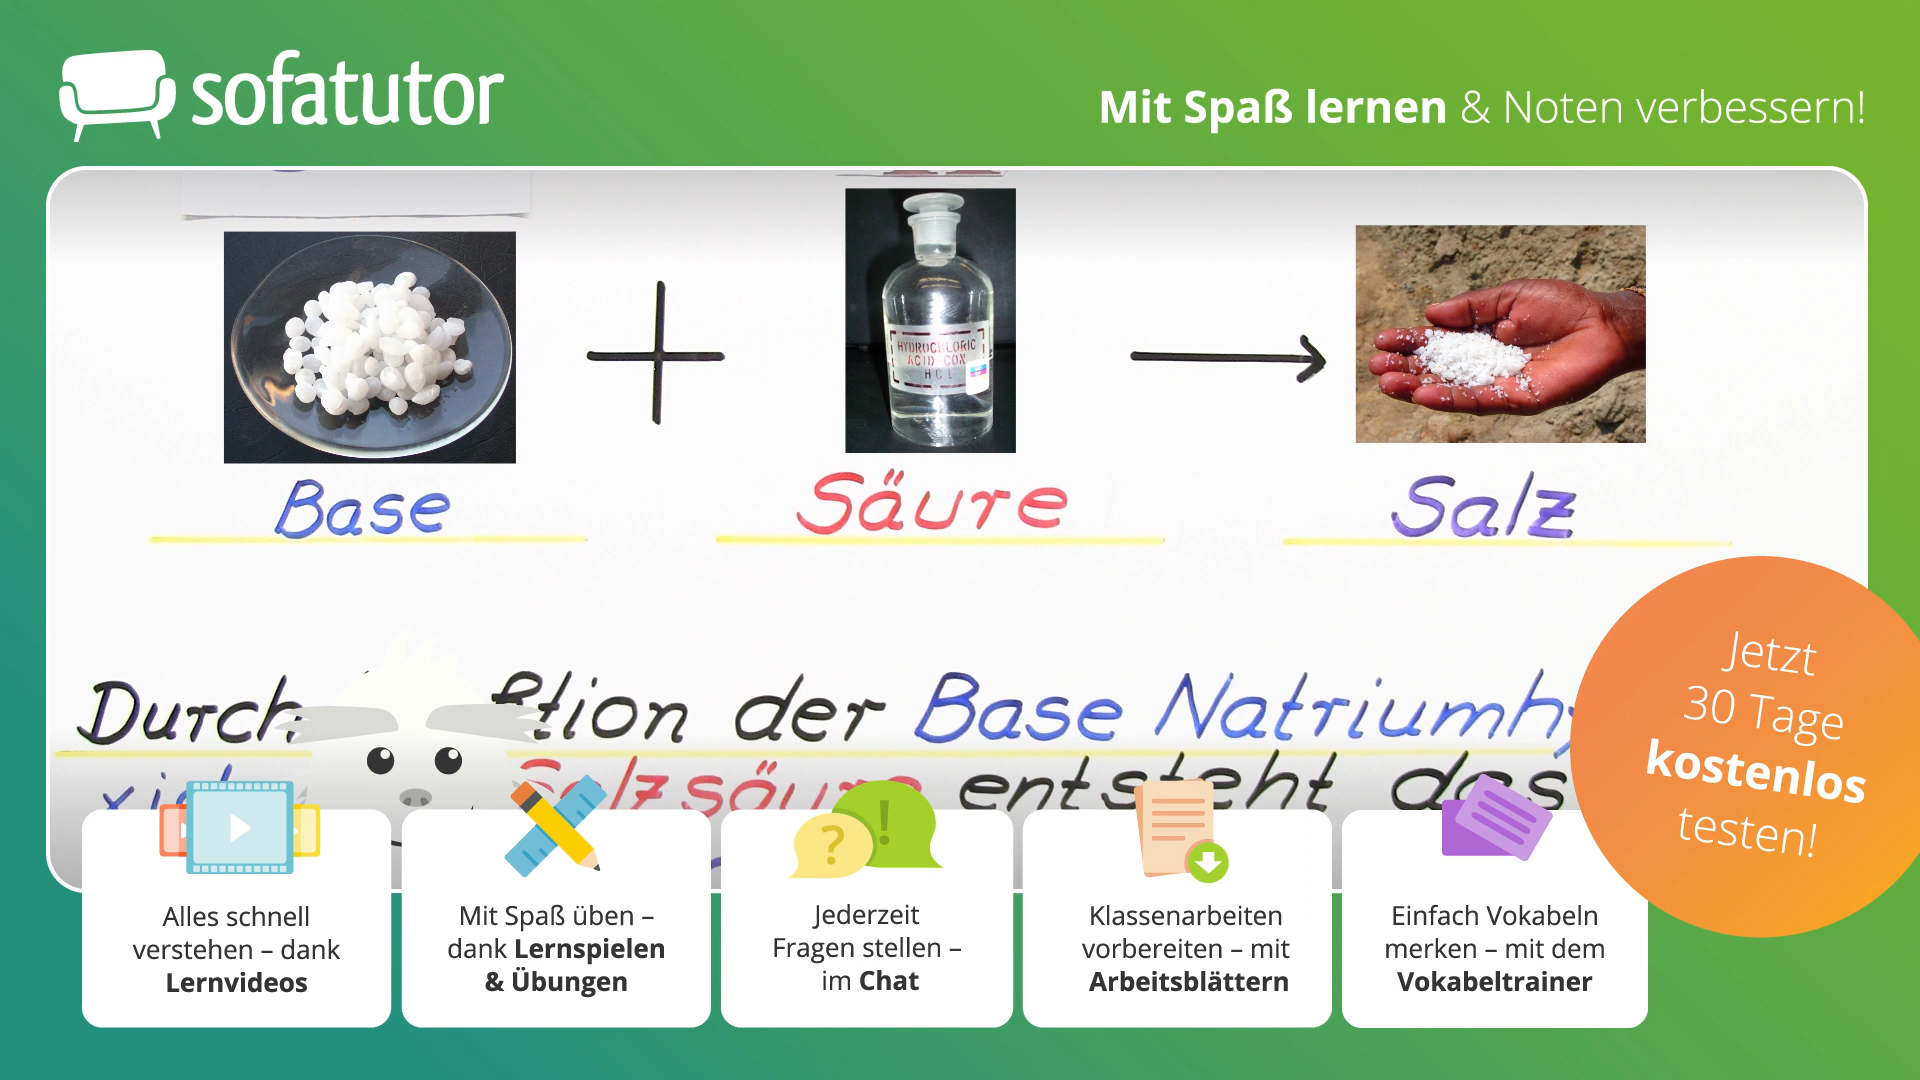 sofatutor
Mit Spaß lernen & Noten verbessern!
HYDROCHLORIC
ACID CON
HCl
Base
Säure
Salz
Durch der Base
entsteht das
Jetzt
30 Tage
kostenlos
testen!
Alles schnell
verstehen – dank
Lernvideos
Mit Spaß üben –
dank Lernspielen
& Übungen
? !
Jederzeit
Fragen stellen –
im Chat
Klassenarbeiten
vorbereiten – mit
Arbeitsblättern
Einfach Vokabeln
merken – mit dem
Vokabeltrainer